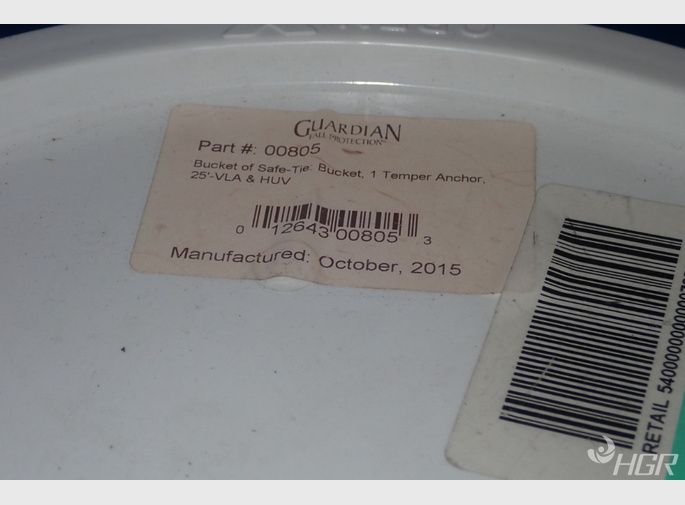 GUARDIAN
FALL PROTECTION
Part #: 00805
Bucket of Safe-Tie: Bucket, 1 Temper Anchor,
25'-VLA & HUV
0 12643 00805 3
Manufactured: October, 2015
RETAIL
HGR